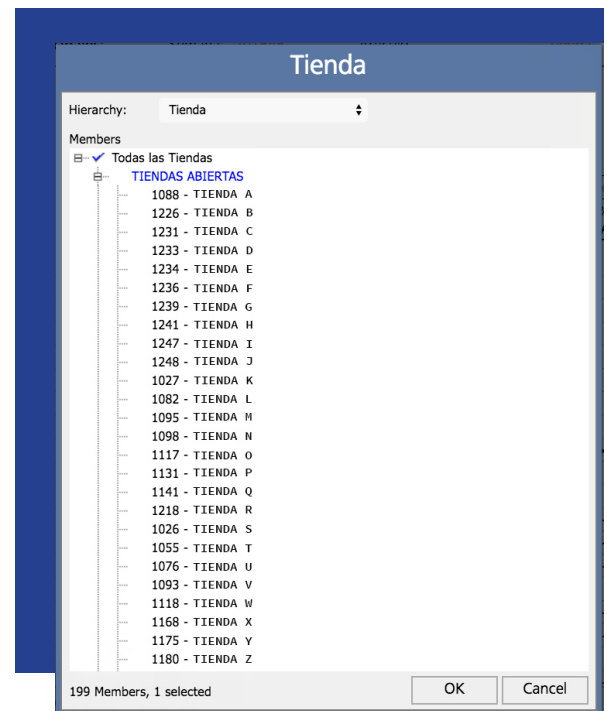 Tienda
Hierarchy: Tienda
Members
Todas las Tiendas
TIENDAS ABIERTAS
1088 - TIENDA A
1226 - TIENDA B
1231 - TIENDA C
1233 - TIENDA D
1234 - TIENDA E
1236 - TIENDA F
1239 - TIENDA G
1241 - TIENDA H
1247 - TIENDA I
1248 - TIENDA J
1027 - TIENDA K
1082 - TIENDA L
1095 - TIENDA M
1098 - TIENDA N
1117 - TIENDA O
1131 - TIENDA P
1141 - TIENDA Q
1218 - TIENDA R
1026 - TIENDA S
1055 - TIENDA T
1076 - TIENDA U
1093 - TIENDA V
1118 - TIENDA W
1168 - TIENDA X
1175 - TIENDA Y
1180 - TIENDA Z
199 Members, 1 selected
OK Cancel